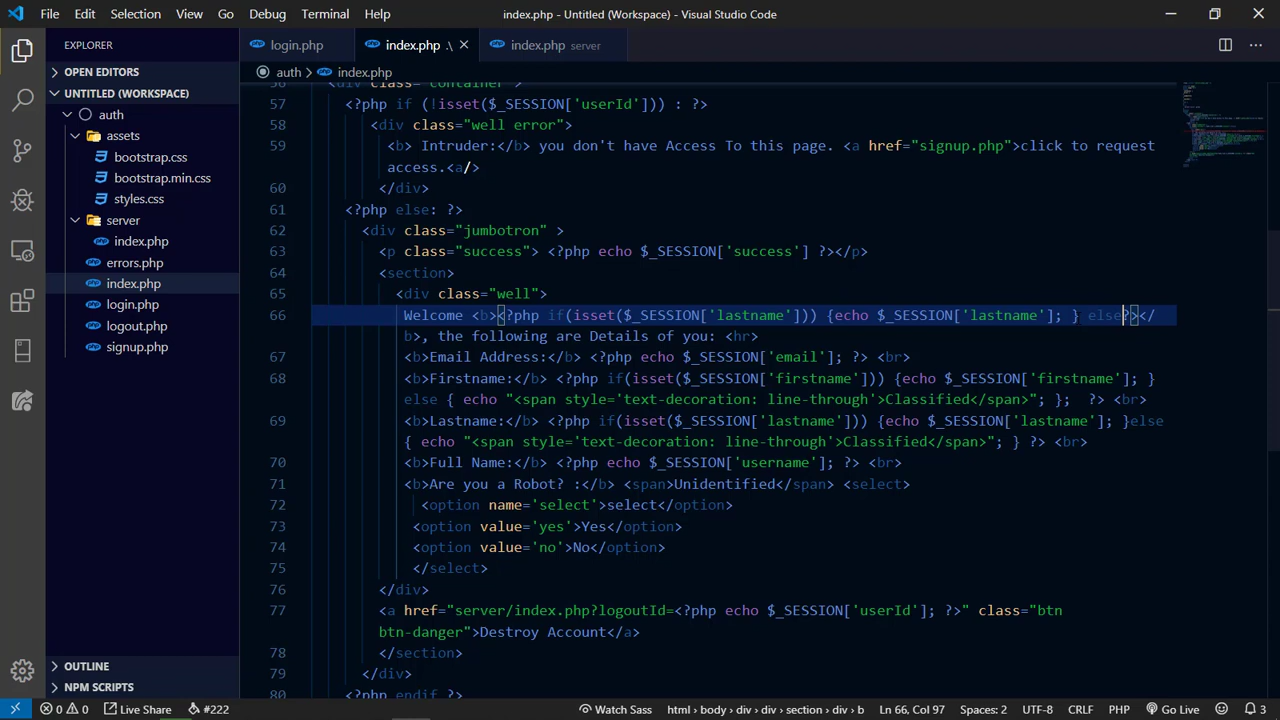 File Edit Selection View Go Debug Terminal Help index.php - Untitled (Workspace) - Visual Studio Code
EXPLORER
OPEN EDITORS
UNTITLED (WORKSPACE)
auth
assets
bootstrap.css
bootstrap.min.css
styles.css
server
index.php
errors.php
index.php
login.php
logout.php
signup.php
OUTLINE
NPM SCRIPTS
login.php index.php .\ index.php server
auth > index.php
56 <div class="container">
57 <?php if (!isset($_SESSION['userId'])) : ?>
58 <div class="well error">
59 <b> Intruder:</b> you don't have Access To this page. <a href="signup.php">click to request
access.<a/>
60 </div>
61 <?php else: ?>
62 <div class="jumbotron" >
63 <p class="success"> <?php echo $_SESSION['success'] ?></p>
64 <section>
65 <div class="well">
66 Welcome <b><?php if(isset($_SESSION['lastname'])) {echo $_SESSION['lastname']; } else?></
b>, the following are Details of you: <hr>
67 <b>Email Address:</b> <?php echo $_SESSION['email']; ?> <br>
68 <b>Firstname:</b> <?php if(isset($_SESSION['firstname'])) {echo $_SESSION['firstname']; }
else { echo "<span style='text-decoration: line-through'>Classified</span>"; }; ?> <br>
69 <b>Lastname:</b> <?php if(isset($_SESSION['lastname'])) {echo $_SESSION['lastname']; }else
{ echo "<span style='text-decoration: line-through'>Classified</span>"; } ?> <br>
70 <b>Full Name:</b> <?php echo $_SESSION['username']; ?> <br>
71 <b>Are you a Robot? :</b> <span>Unidentified</span> <select>
72 <option name='select'>select</option>
73 <option value='yes'>Yes</option>
74 <option value='no'>No</option>
75 </select>
76 </div>
77 <a href="server/index.php?logoutId=<?php echo $_SESSION['userId']; ?>" class="btn
btn-danger">Destroy Account</a>
78 </section>
79 </div>
80 <?php endif ?>
0 0 Live Share #222 Watch Sass html > body > div > div > section > div > b Ln 66, Col 97 Spaces: 2 UTF-8 CRLF PHP Go Live 3